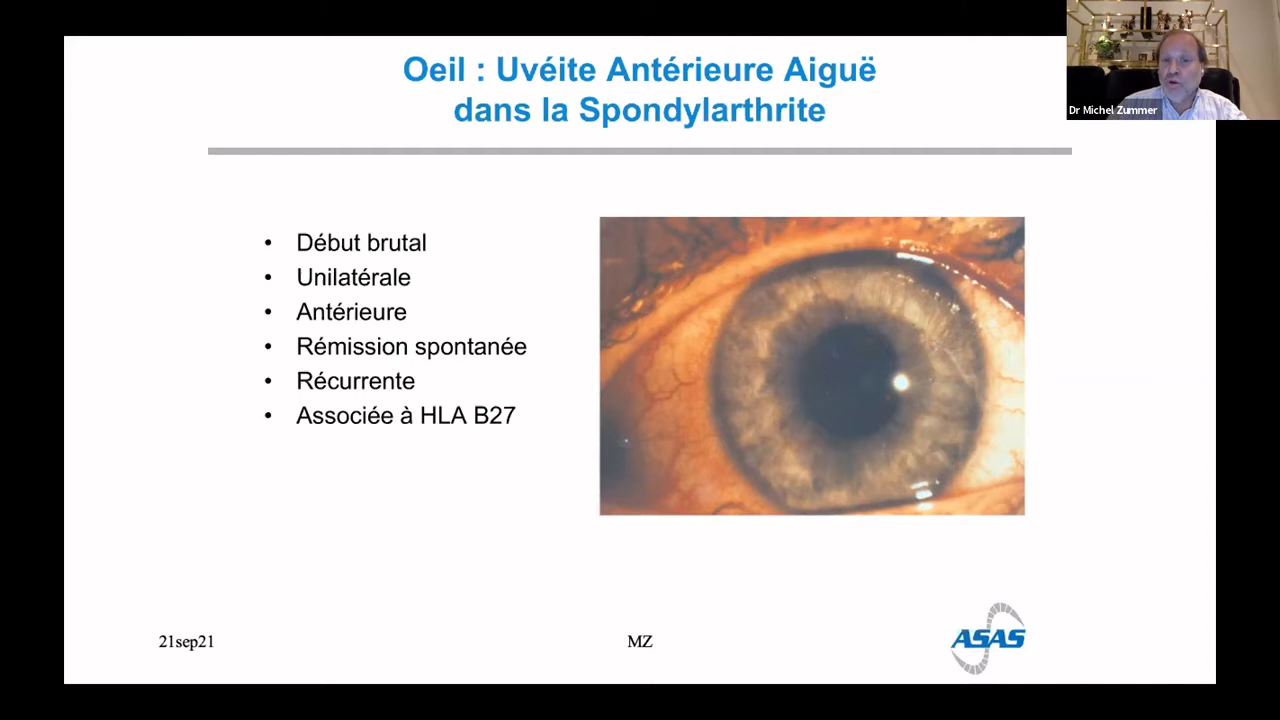 Oeil : Uvéite Antérieure Aiguë
dans la Spondylarthrite
Dr Michel Zummer
• Début brutal
• Unilatérale
• Antérieure
• Rémission spontanée
• Récurrente
• Associée à HLA B27
21sep21
MZ
ASAS